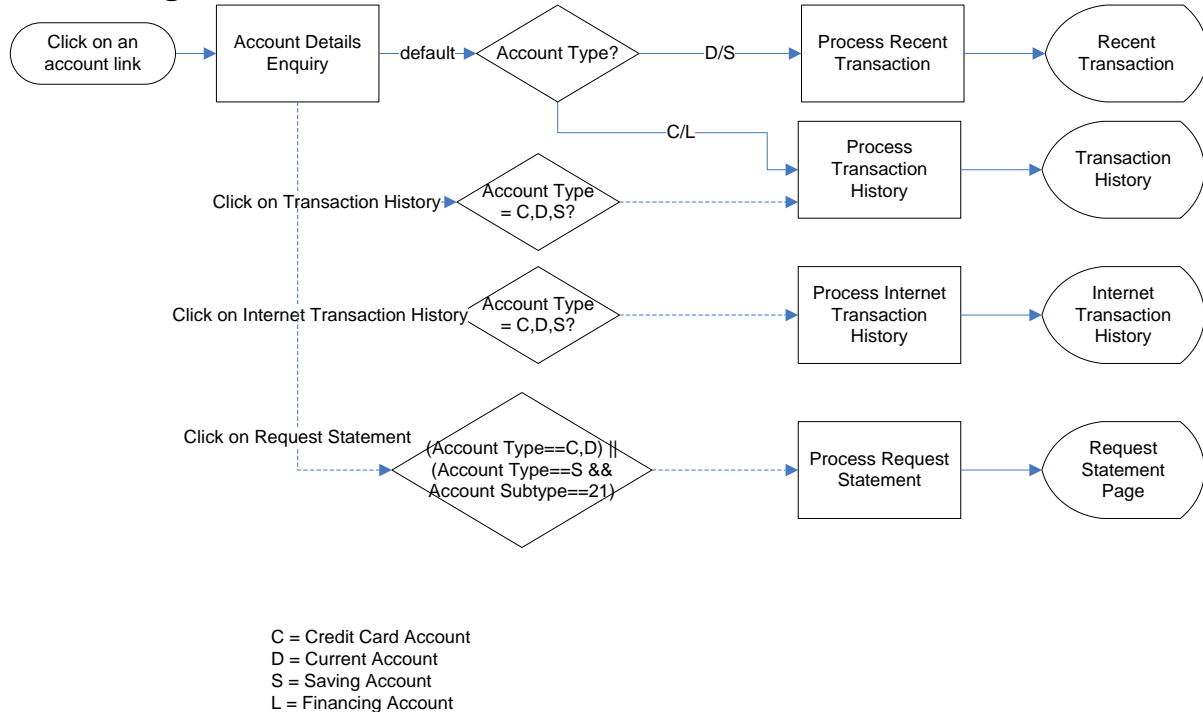 Click on an
account link
Account Details
Enquiry
default
Account Type?
D/S
Process Recent
Transaction
Recent
Transaction
C/L
Process
Transaction
History
Transaction
History
Click on Transaction History
Account Type
= C,D,S?
Click on Internet Transaction History
Account Type
= C,D,S?
Process Internet
Transaction
History
Internet
Transaction
History
Click on Request Statement
(Account Type==C,D) ||
(Account Type==S &&
Account Subtype==21)
Process Request
Statement
Request
Statement
Page
C = Credit Card Account
D = Current Account
S = Saving Account
L = Financing Account